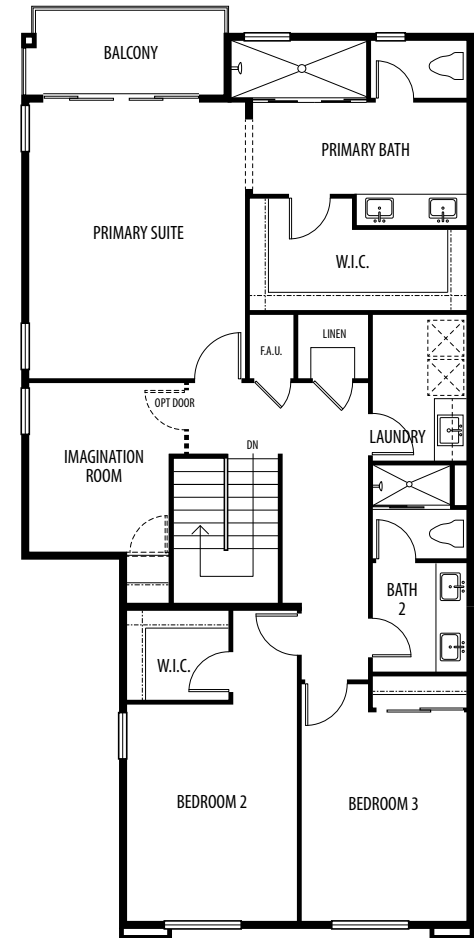 BALCONY
PRIMARY BATH
PRIMARY SUITE
W.I.C.
F.A.U.
LINEN
OPT DOOR
LAUNDRY
DN
IMAGINATION
ROOM
BATH
2
W.I.C.
BEDROOM 2
BEDROOM 3